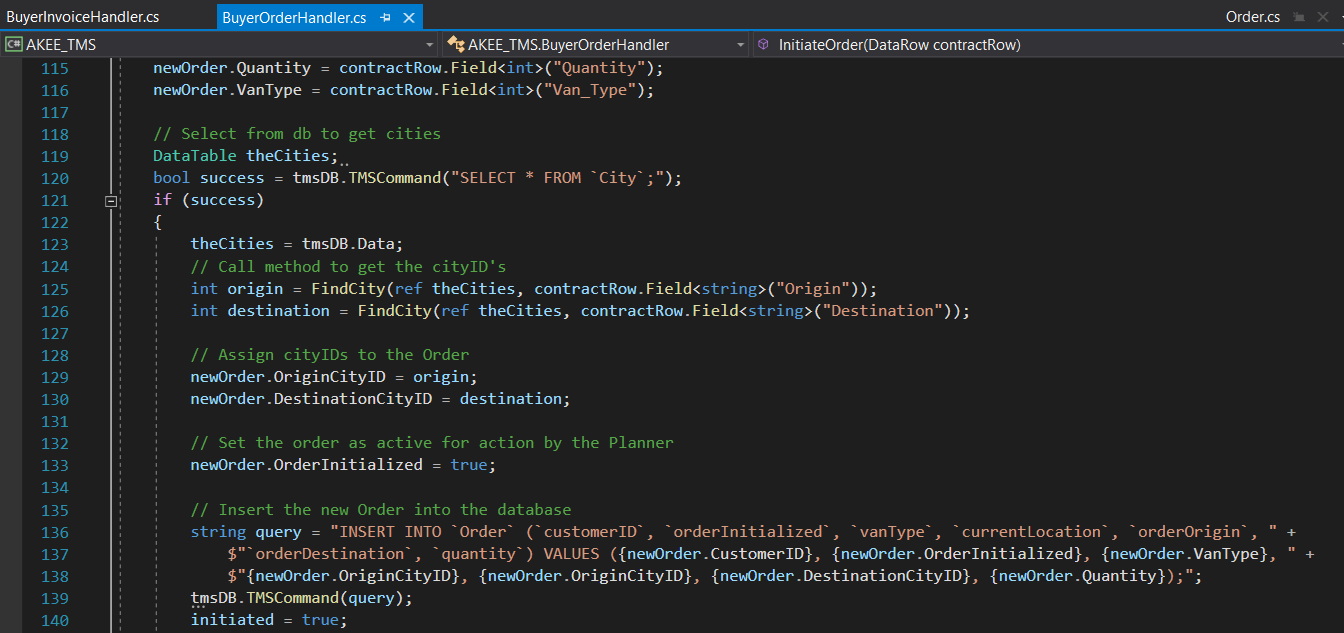 BuyerInvoiceHandler.cs BuyerOrderHandler.cs Order.cs
C# AKEE_TMS AKEE_TMS.BuyerOrderHandler InitiateOrder(DataRow contractRow)
115 newOrder.Quantity = contractRow.Field<int>("Quantity");
116 newOrder.VanType = contractRow.Field<int>("Van_Type");
117
118 // Select from db to get cities
119 DataTable theCities;
120 bool success = tmsDB.TMSCommand("SELECT * FROM `City`;");
121 if (success)
122 {
123 theCities = tmsDB.Data;
124 // Call method to get the cityID's
125 int origin = FindCity(ref theCities, contractRow.Field<string>("Origin"));
126 int destination = FindCity(ref theCities, contractRow.Field<string>("Destination"));
127
128 // Assign cityIDs to the Order
129 newOrder.OriginCityID = origin;
130 newOrder.DestinationCityID = destination;
131
132 // Set the order as active for action by the Planner
133 newOrder.OrderInitialized = true;
134
135 // Insert the new Order into the database
136 string query = "INSERT INTO `Order` (`customerID`, `orderInitialized`, `vanType`, `currentLocation`, `orderOrigin`, " +
137 $"`orderDestination`, `quantity`) VALUES ({newOrder.CustomerID}, {newOrder.OrderInitialized}, {newOrder.VanType}, " +
138 $"{newOrder.OriginCityID}, {newOrder.OriginCityID}, {newOrder.DestinationCityID}, {newOrder.Quantity});";
139 tmsDB.TMSCommand(query);
140 initiated = true;